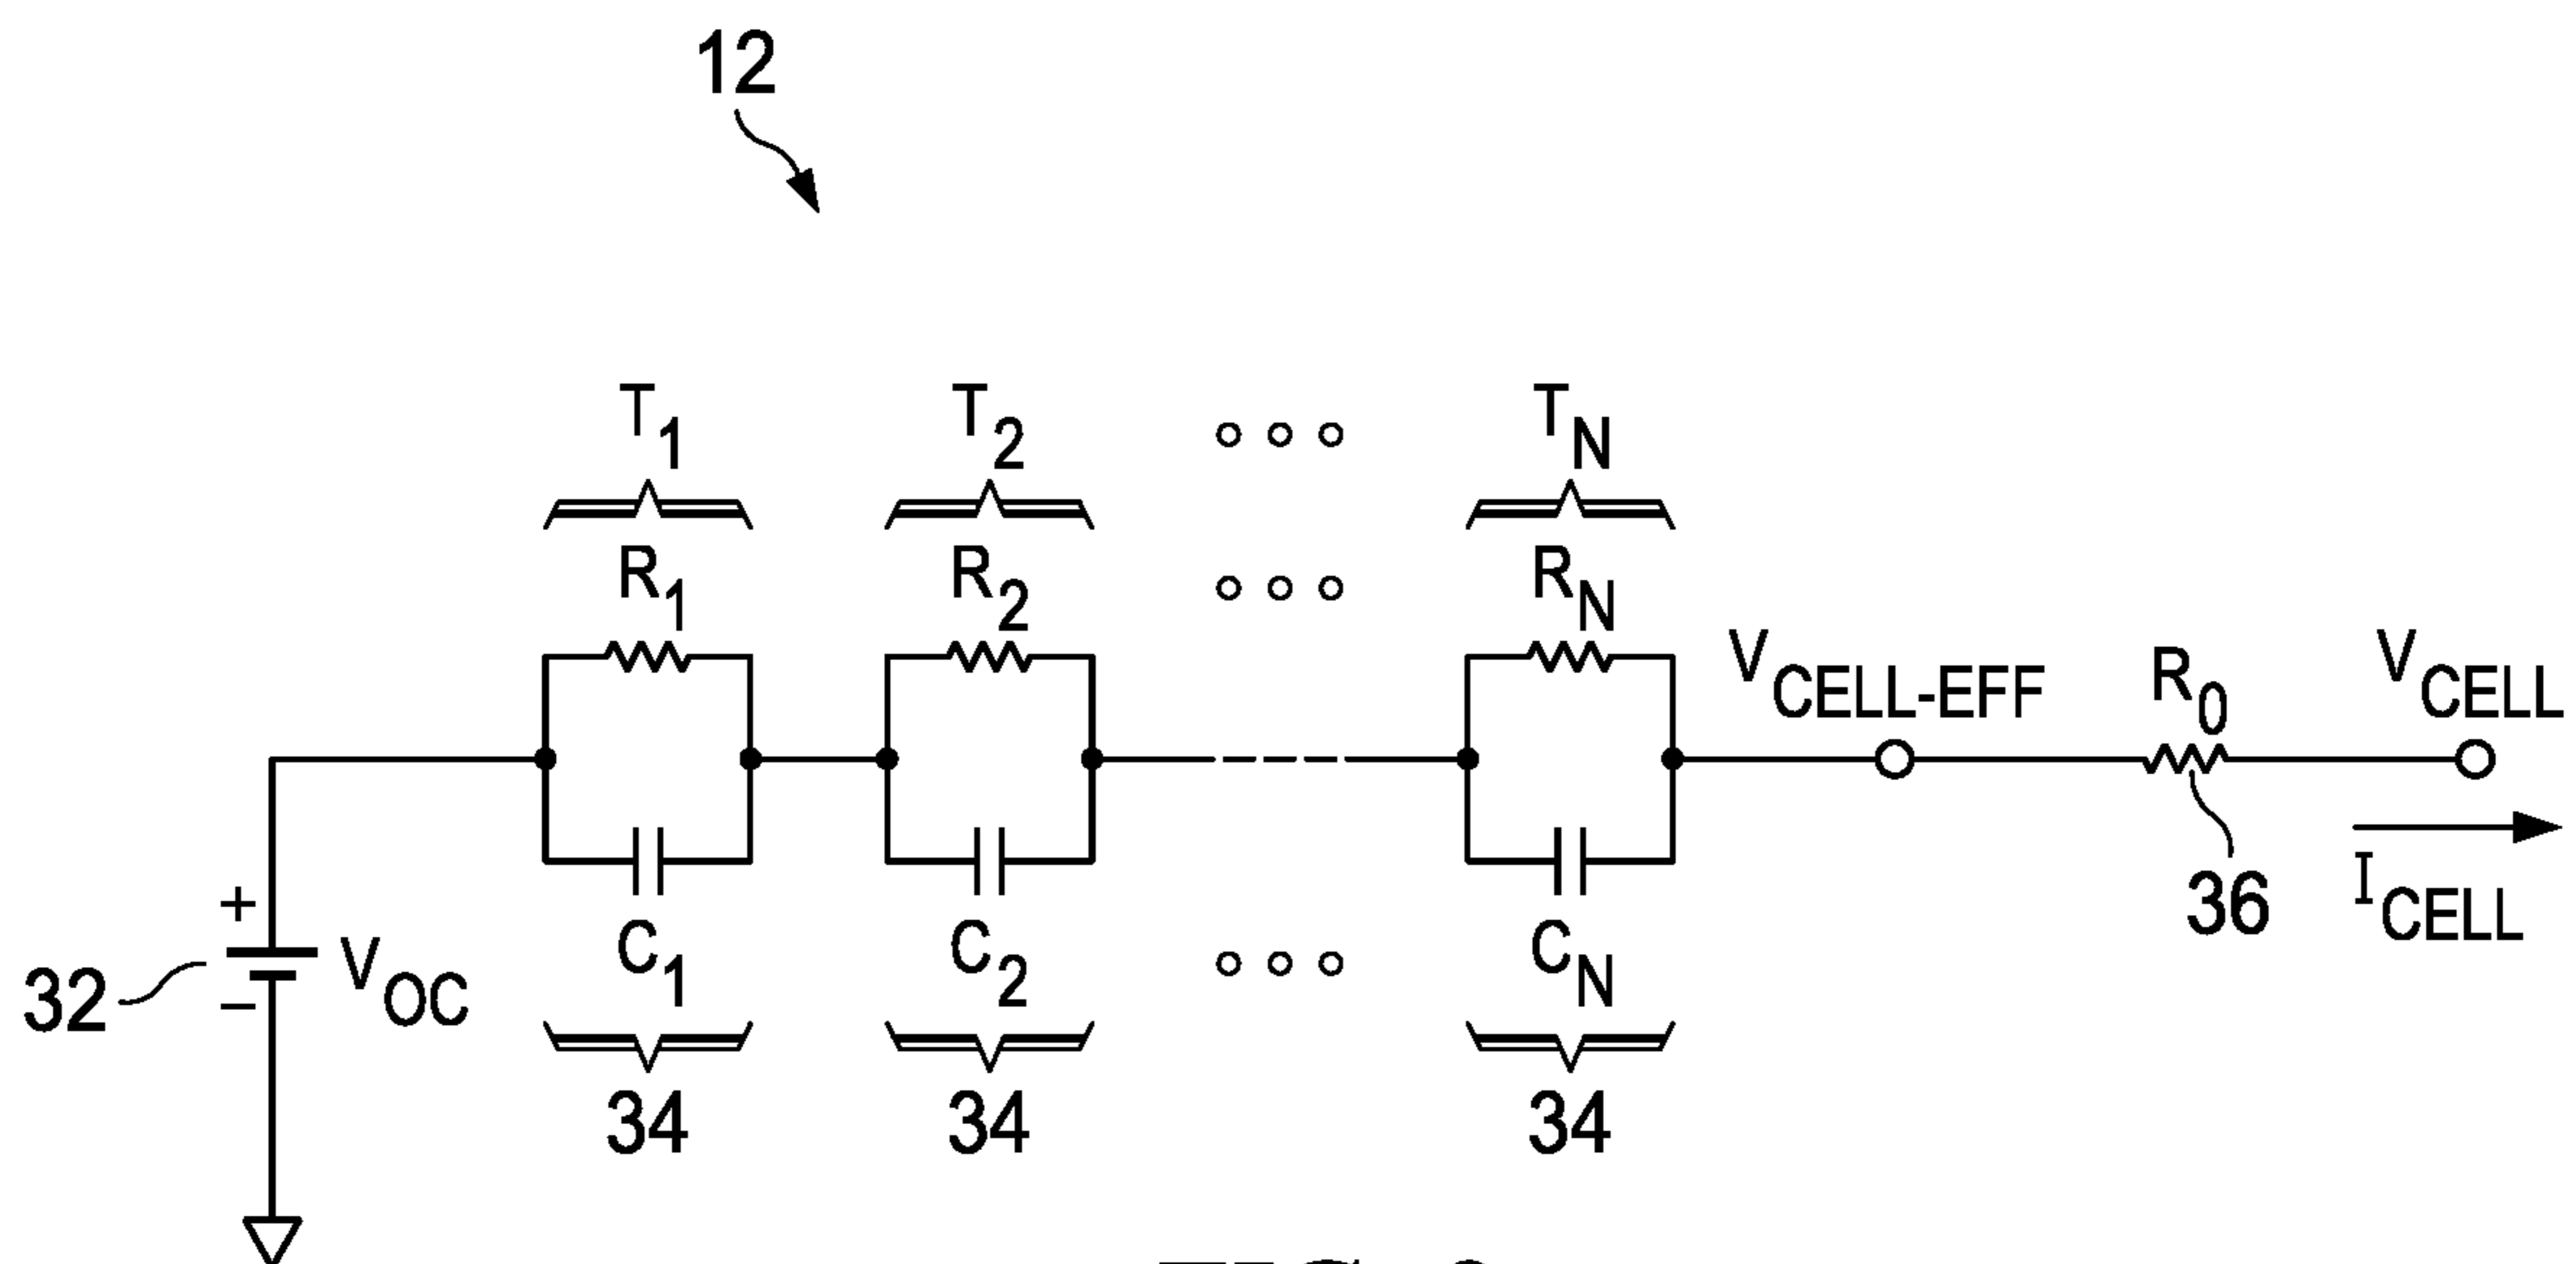 12
T1 T2 TN
R1 R2 RN
VCELL-EFF R0 VCELL
+
32 − VOC
C1 C2 CN
36 ICELL
34 34 34